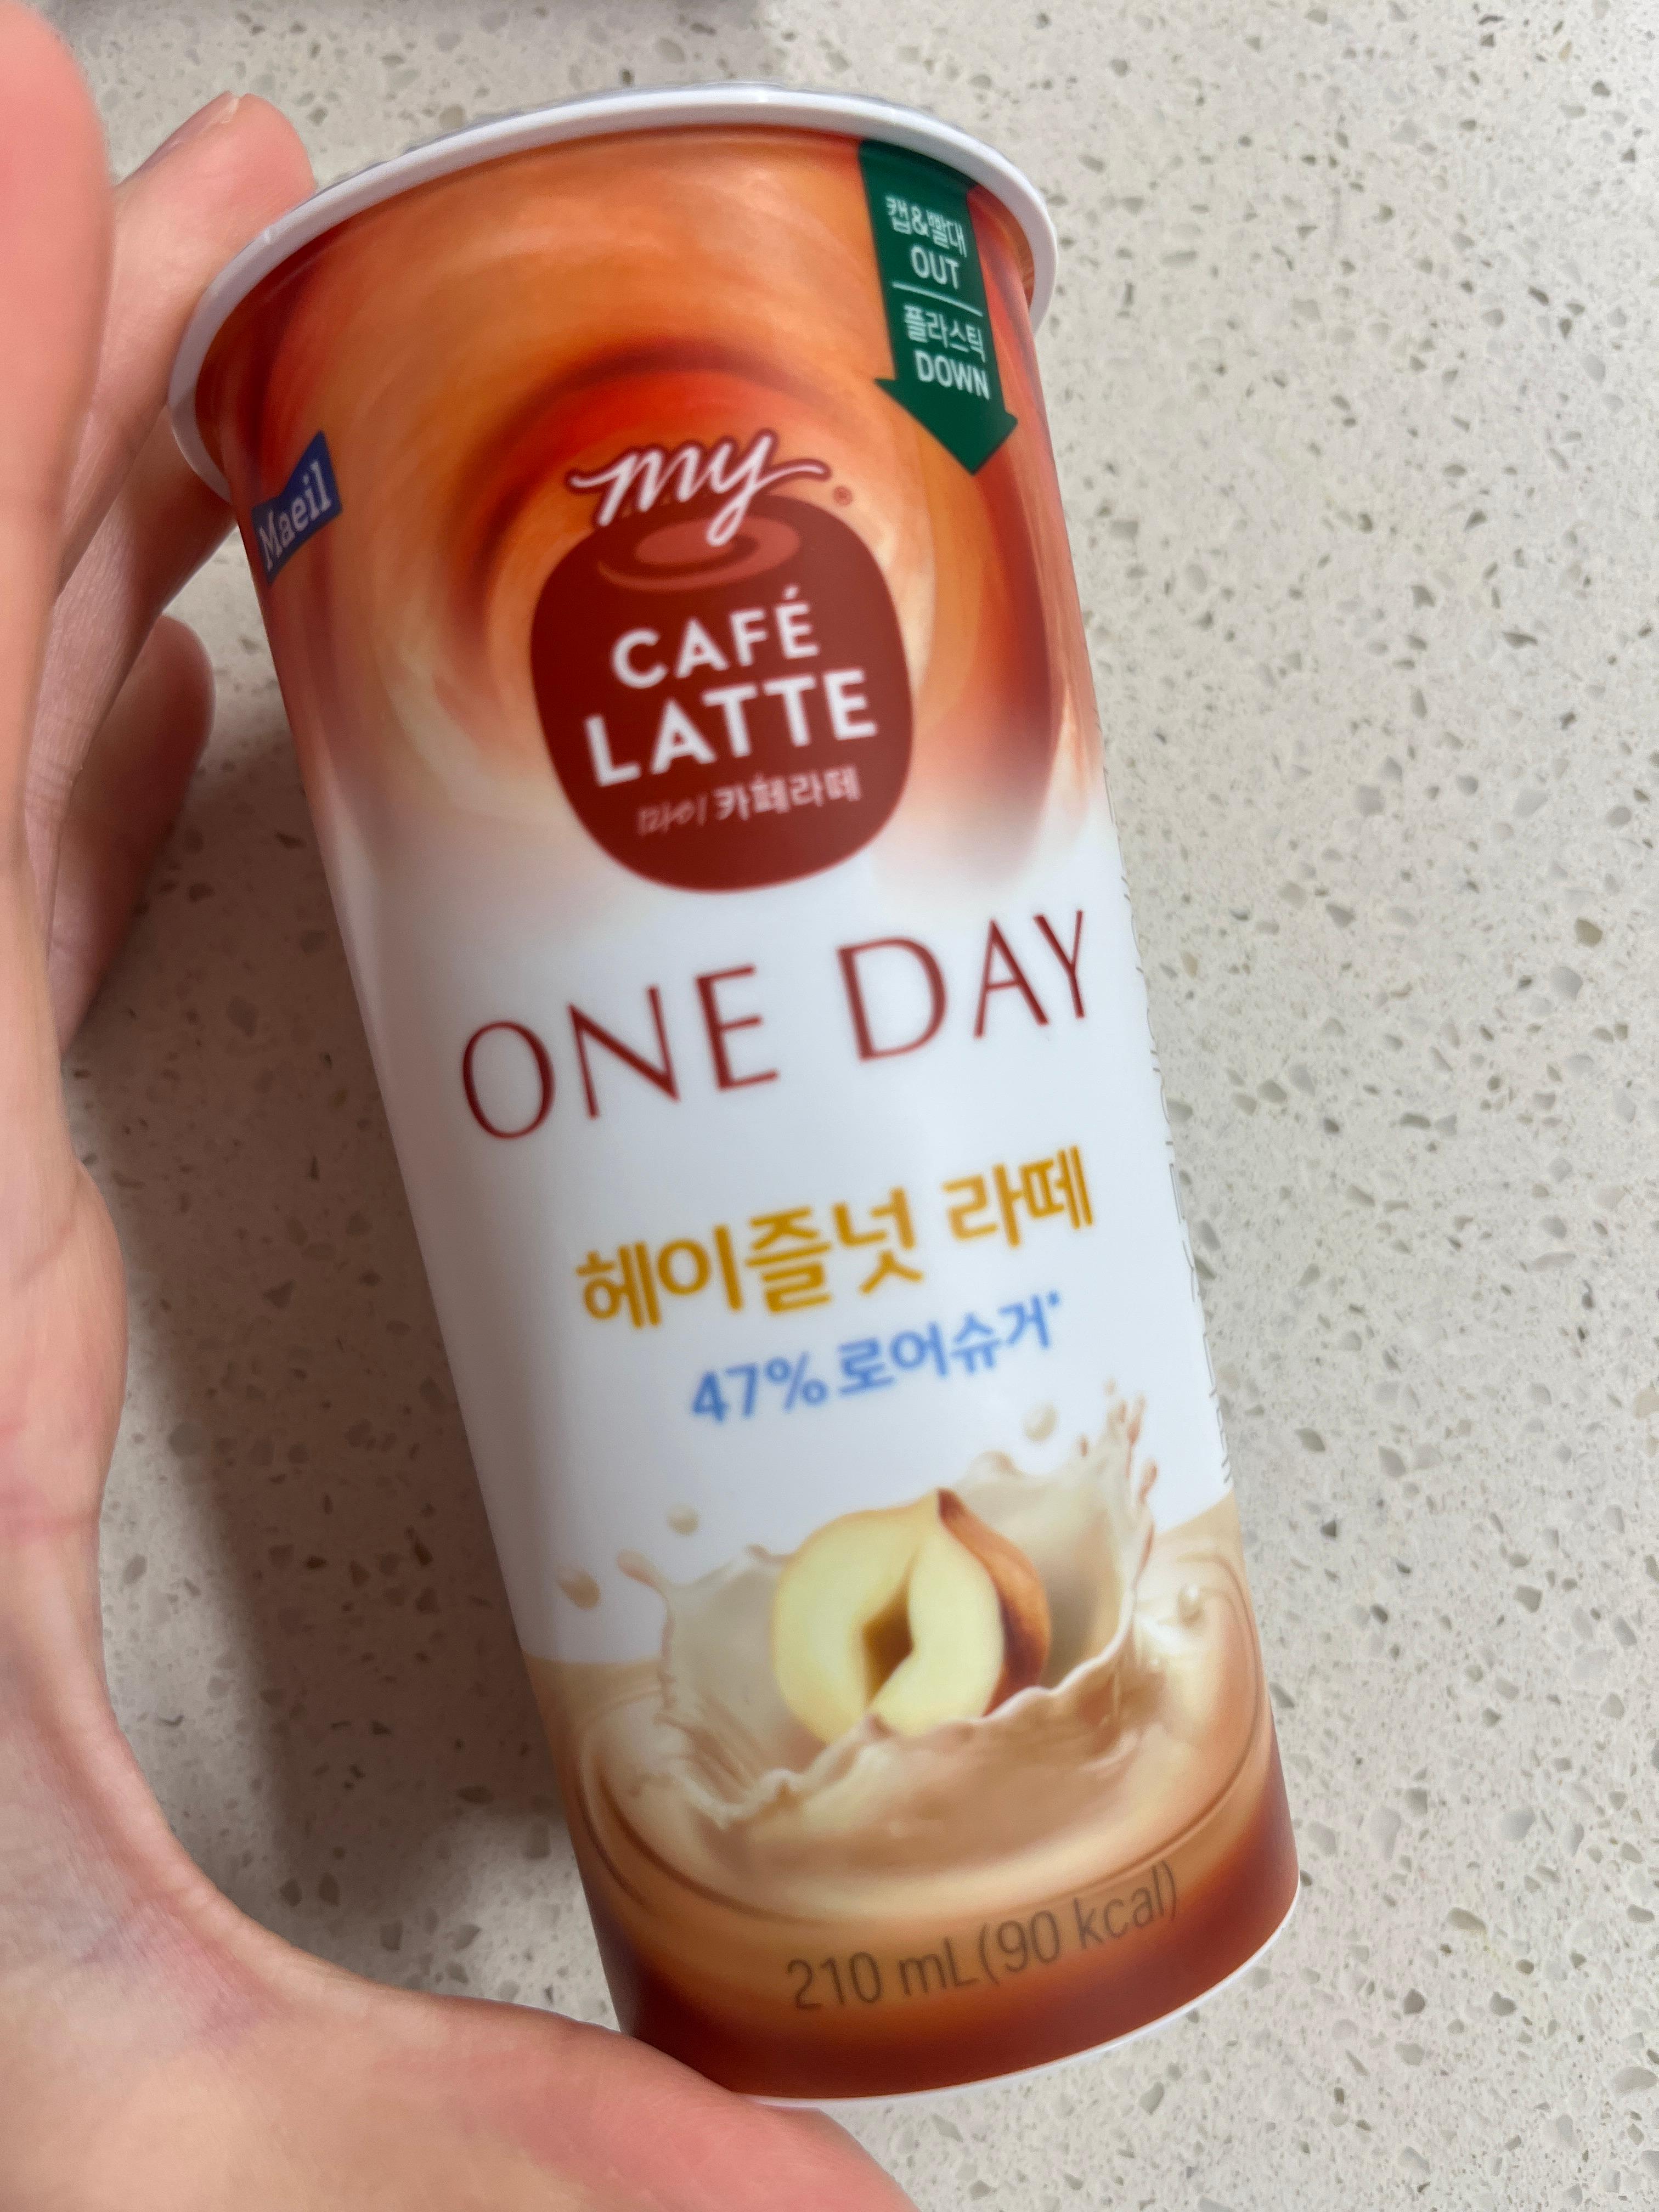 캡&빨대
OUT
플라스틱
DOWN
Maeil
my®
CAFÉ
LATTE
마이카페라떼
ONE DAY
헤이즐넛 라떼
47%로어슈거*
210 mL(90 kcal)